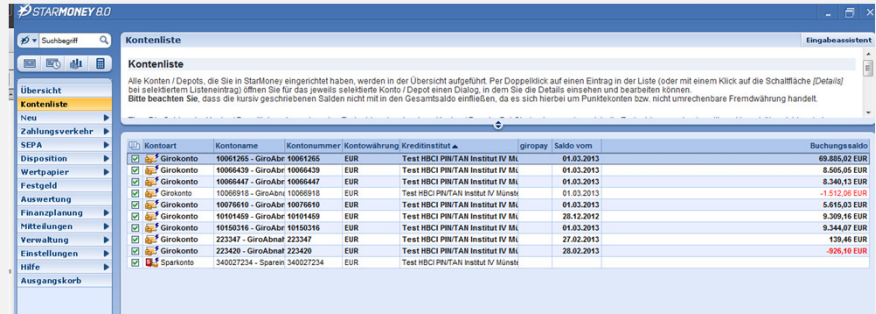 STARMONEY 8.0
Suchbegriff
Kontenliste
Eingabeassistent
Kontenliste
Alle Konten / Depots, die Sie in StarMoney eingerichtet haben, werden in der Übersicht aufgeführt. Per Doppelklick auf einen Eintrag in der Liste (oder mit einem Klick auf die Schaltfläche [Details]
bei selektiertem Listeneintrag) öffnen Sie für das jeweils selektierte Konto / Depot einen Dialog, in dem Sie die Details einsehen und bearbeiten können.
Bitte beachten Sie, dass die kursiv geschriebenen Salden nicht mit in den Gesamtsaldo einfließen, da es sich hierbei um Punktekonten bzw. nicht umrechenbare Fremdwährung handelt.
Übersicht
Kontenliste
Neu
Zahlungsverkehr
SEPA
Disposition
Wertpapier
Festgeld
Auswertung
Finanzplanung
Mitteilungen
Verwaltung
Einstellungen
Hilfe
Ausgangskorb
Kontoart Kontoname Kontonummer Kontowährung Kreditinstitut giropay Saldo vom Buchungssaldo
Girokonto 10061265 - GiroAbr 10061265 EUR Test HBCI PIN/TAN Institut IV Mü 01.03.2013 69.885,02 EUR
Girokonto 10066439 - GiroAbr 10066439 EUR Test HBCI PIN/TAN Institut IV Mü 01.03.2013 8.505,05 EUR
Girokonto 10066447 - GiroAbr 10066447 EUR Test HBCI PIN/TAN Institut IV Mü 01.03.2013 8.340,13 EUR
Girokonto 10066918 - GiroAbni 10066918 EUR Test HBCI PIN/TAN Institut IV Münste 01.03.2013 -1.512,06 EUR
Girokonto 10076610 - GiroAbr 10076610 EUR Test HBCI PIN/TAN Institut IV Mü 01.03.2013 5.615,03 EUR
Girokonto 10101459 - GiroAbr 10101459 EUR Test HBCI PIN/TAN Institut IV Mü 28.12.2012 9.309,16 EUR
Girokonto 10150316 - GiroAbr 10150316 EUR Test HBCI PIN/TAN Institut IV Mü 01.03.2013 9.344,07 EUR
Girokonto 223347 - GiroAbnal 223347 EUR Test HBCI PIN/TAN Institut IV Mü 27.02.2013 139,46 EUR
Girokonto 223420 - GiroAbnal 223420 EUR Test HBCI PIN/TAN Institut IV Mü 28.02.2013 -926,10 EUR
Sparkonto 340027234 - Sparein 340027234 EUR Test HBCI PIN/TAN Institut IV Münste